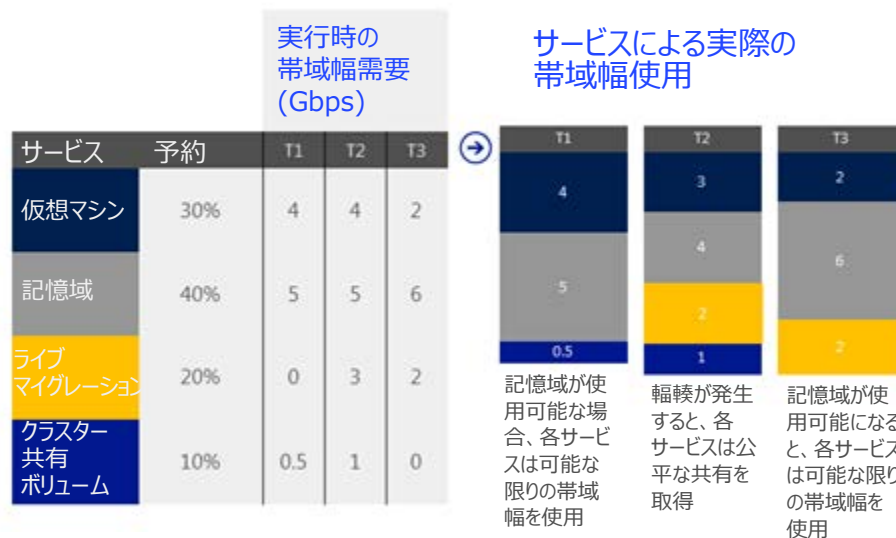 実行時の
帯域幅需要
(Gbps)
サービスによる実際の
帯域幅使用
サービス 予約 T1 T2 T3
仮想マシン 30% 4 4 2
記憶域 40% 5 5 6
ライブ
マイグレーション 20% 0 3 2
クラスター
共有
ボリューム 10% 0.5 1 0
T1
4
5
0.5
記憶域が使
用可能な場
合、各サービ
スは可能な
限りの帯域
幅を使用
T2
3
4
2
1
輻輳が発生
すると、各
サービスは公
平な共有を
取得
T3
2
6
2
記憶域が使
用可能になる
と、各サービス
は可能な限り
の帯域幅を
使用